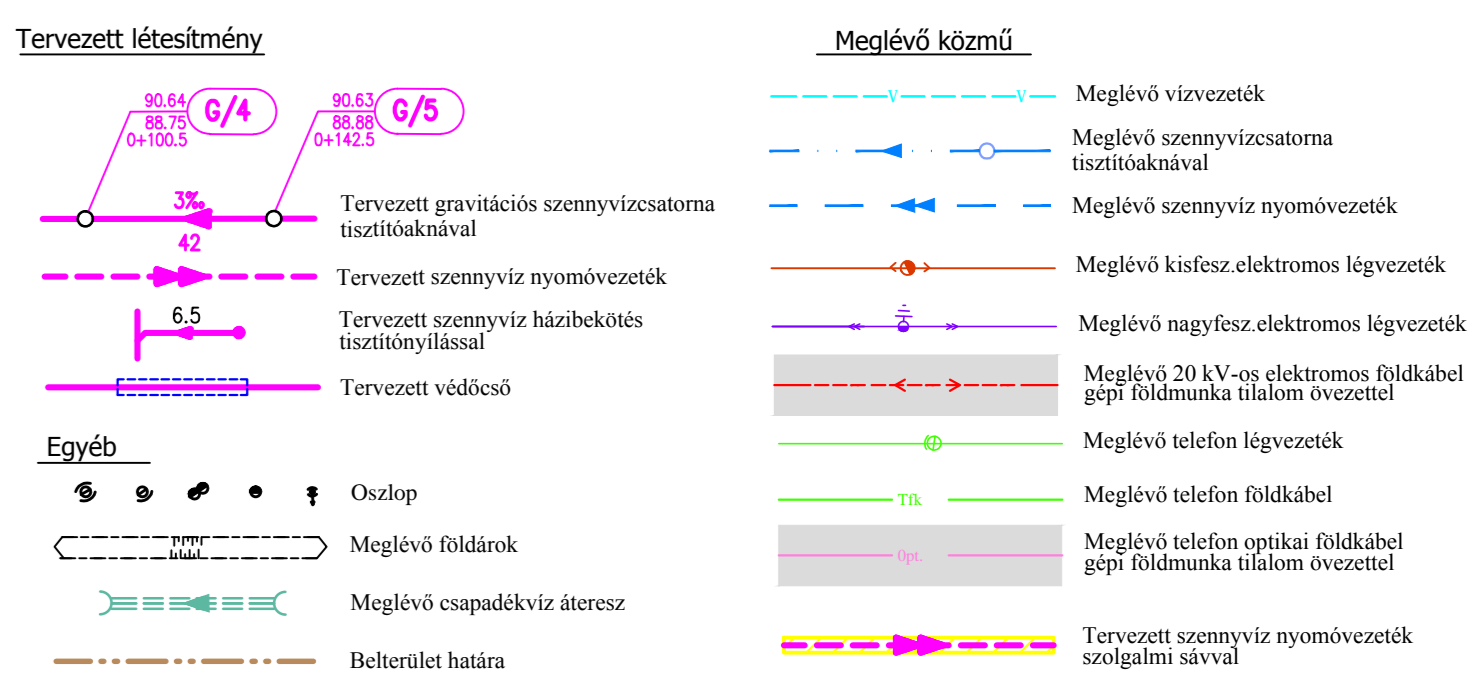 Tervezett létesítmény
90.64
88.75
0+100.5
G/4
90.63
88.88
0+142.5
G/5
3‰
42
Tervezett gravitációs szennyvízcsatorna
tisztítóaknával
Tervezett szennyvíz nyomóvezeték
6.5
Tervezett szennyvíz házibekötés
tisztítónyílással
Tervezett védőcső
Egyéb
Oszlop
Meglévő földárok
Meglévő csapadékvíz áteresz
Belterület határa
Meglévő közmű
V V
Meglévő vízvezeték
Meglévő szennyvízcsatorna
tisztítóaknával
Meglévő szennyvíz nyomóvezeték
Meglévő kisfesz.elektromos légvezeték
Meglévő nagyfesz.elektromos légvezeték
Meglévő 20 kV-os elektromos földkábel
gépi földmunka tilalom övezettel
Meglévő telefon légvezeték
Tfk
Meglévő telefon földkábel
Opt.
Meglévő telefon optikai földkábel
gépi földmunka tilalom övezettel
Tervezett szennyvíz nyomóvezeték
szolgalmi sávval